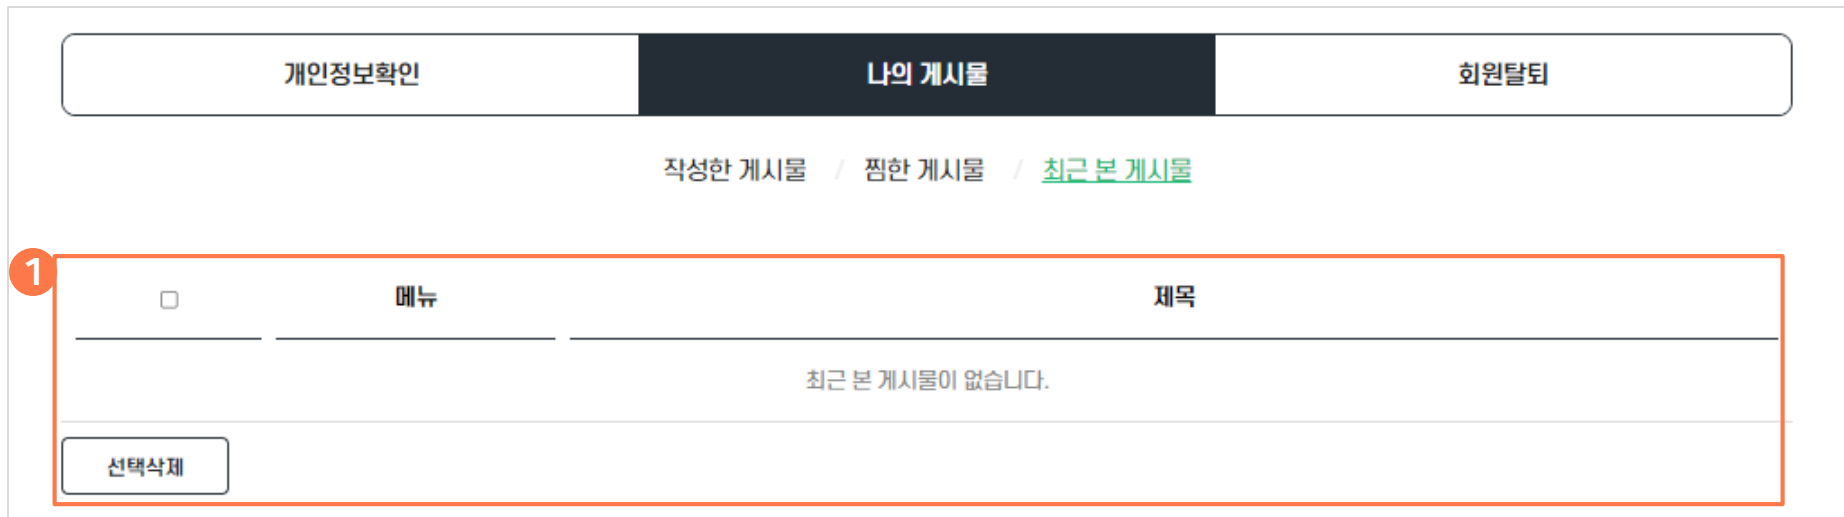 개인정보확인 나의 게시물 회원탈퇴
작성한 게시물 / 찜한 게시물 / 최근 본 게시물
1
메뉴 제목
최근 본 게시물이 없습니다.
선택삭제